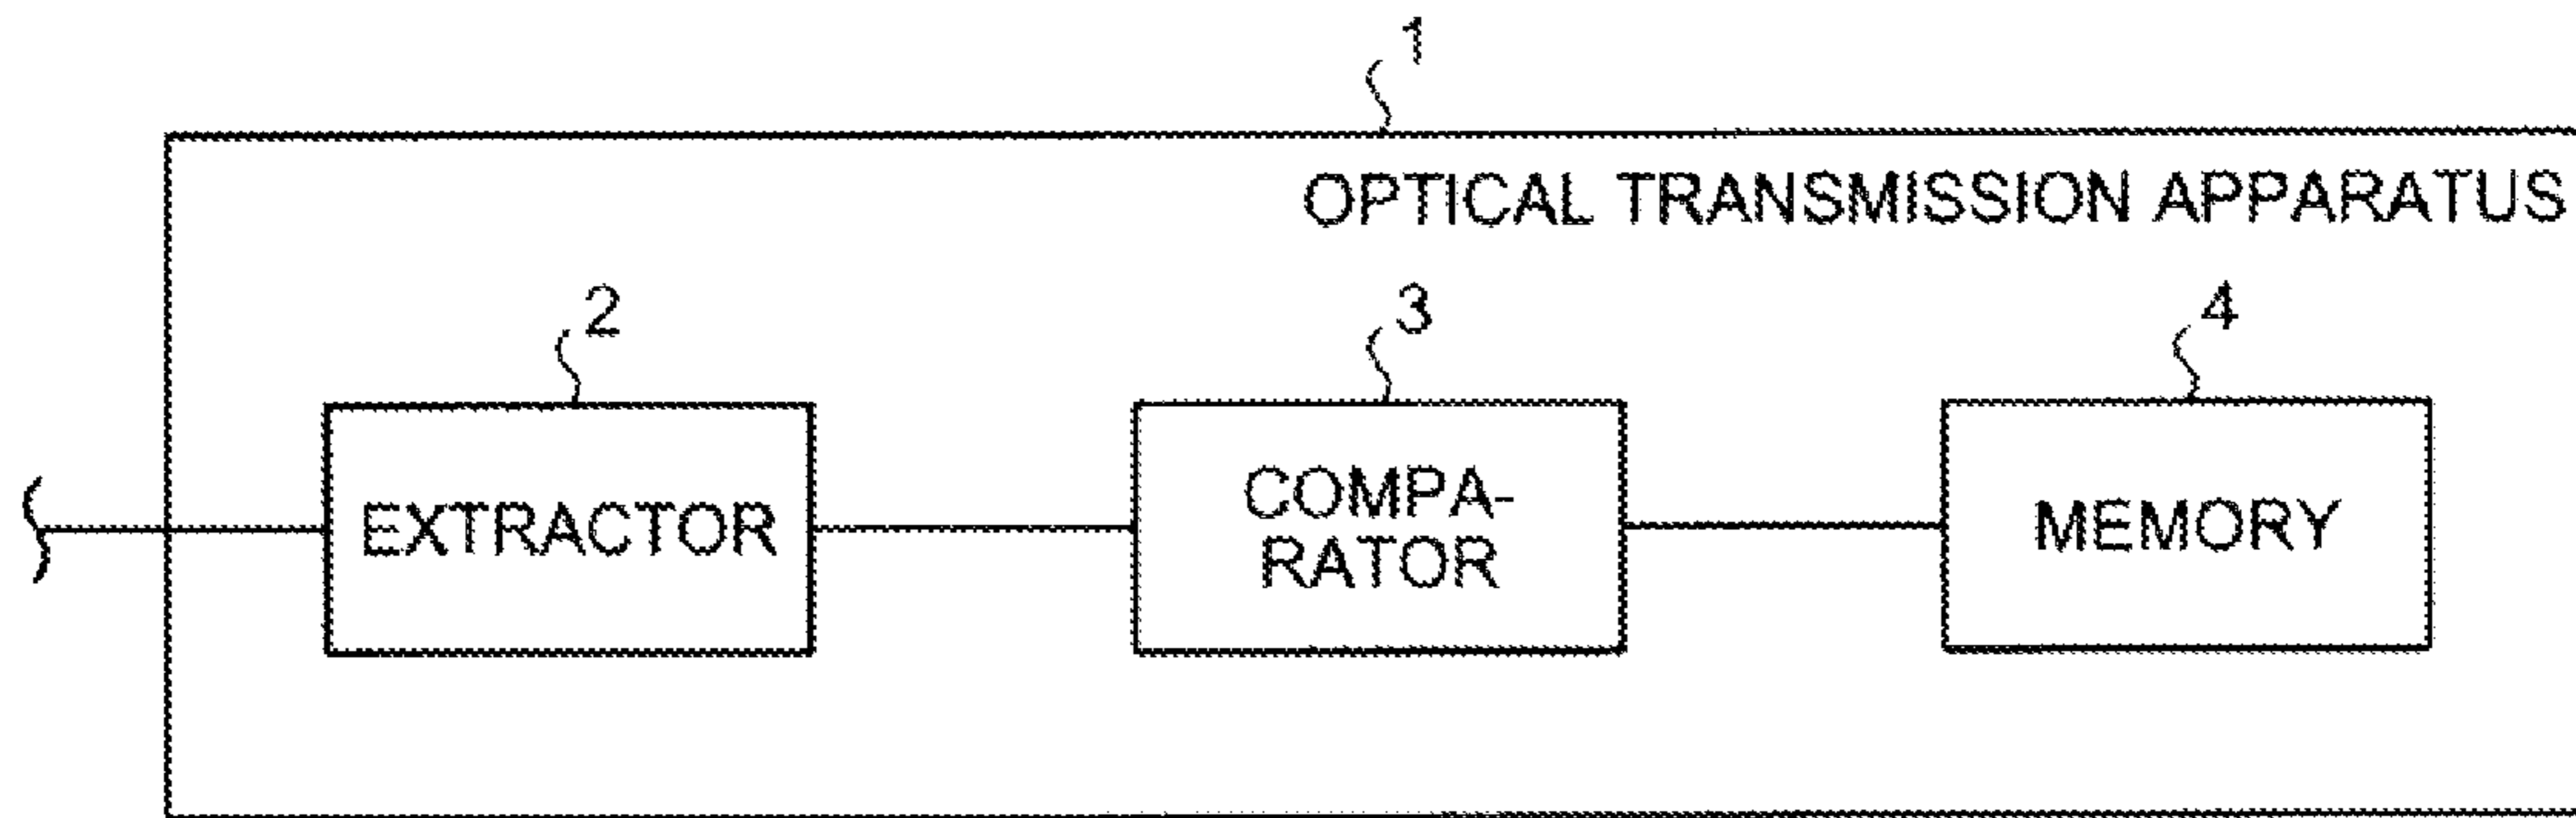 1
OPTICAL TRANSMISSION APPARATUS
2
3
4
EXTRACTOR
COMPA-
RATOR
MEMORY